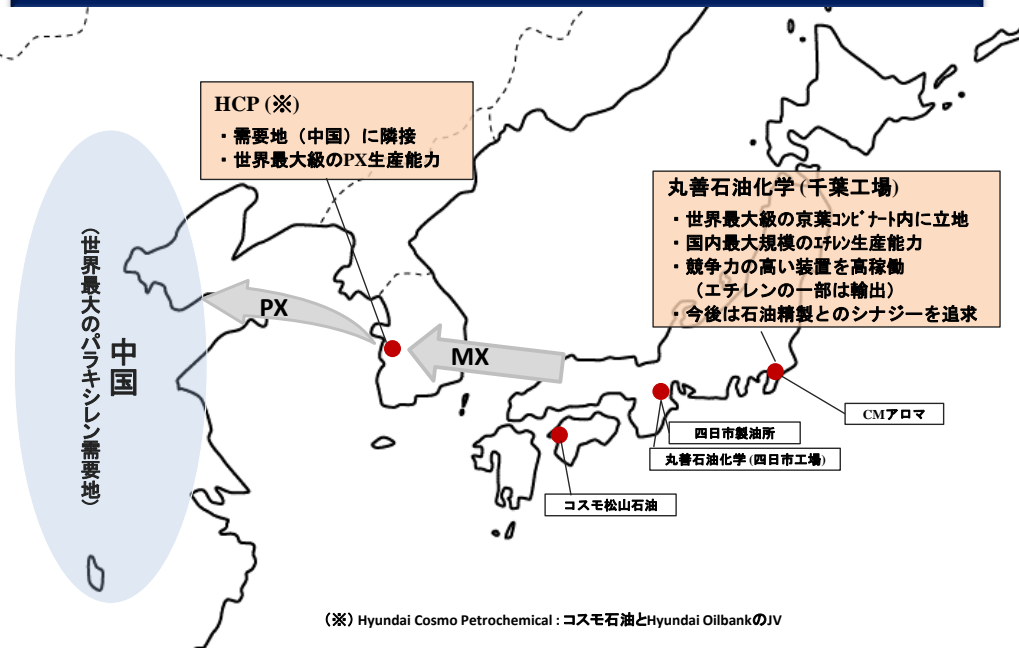 HCP (※)
・需要地（中国）に隣接
・世界最大級のPX生産能力
丸善石油化学 (千葉工場)
・世界最大級の京葉ｺﾝﾋﾞﾅｰﾄ内に立地
・国内最大規模のｴﾁﾚﾝ生産能力
・競争力の高い装置を高稼働
（エチレンの一部は輸出）
・今後は石油精製とのシナジーを追求
中国
（世界最大のパラキシレン需要地）
PX
MX
CMアロマ
四日市製油所
丸善石油化学 (四日市工場)
コスモ松山石油
（※） Hyundai Cosmo Petrochemical : コスモ石油とHyundai OilbankのJV